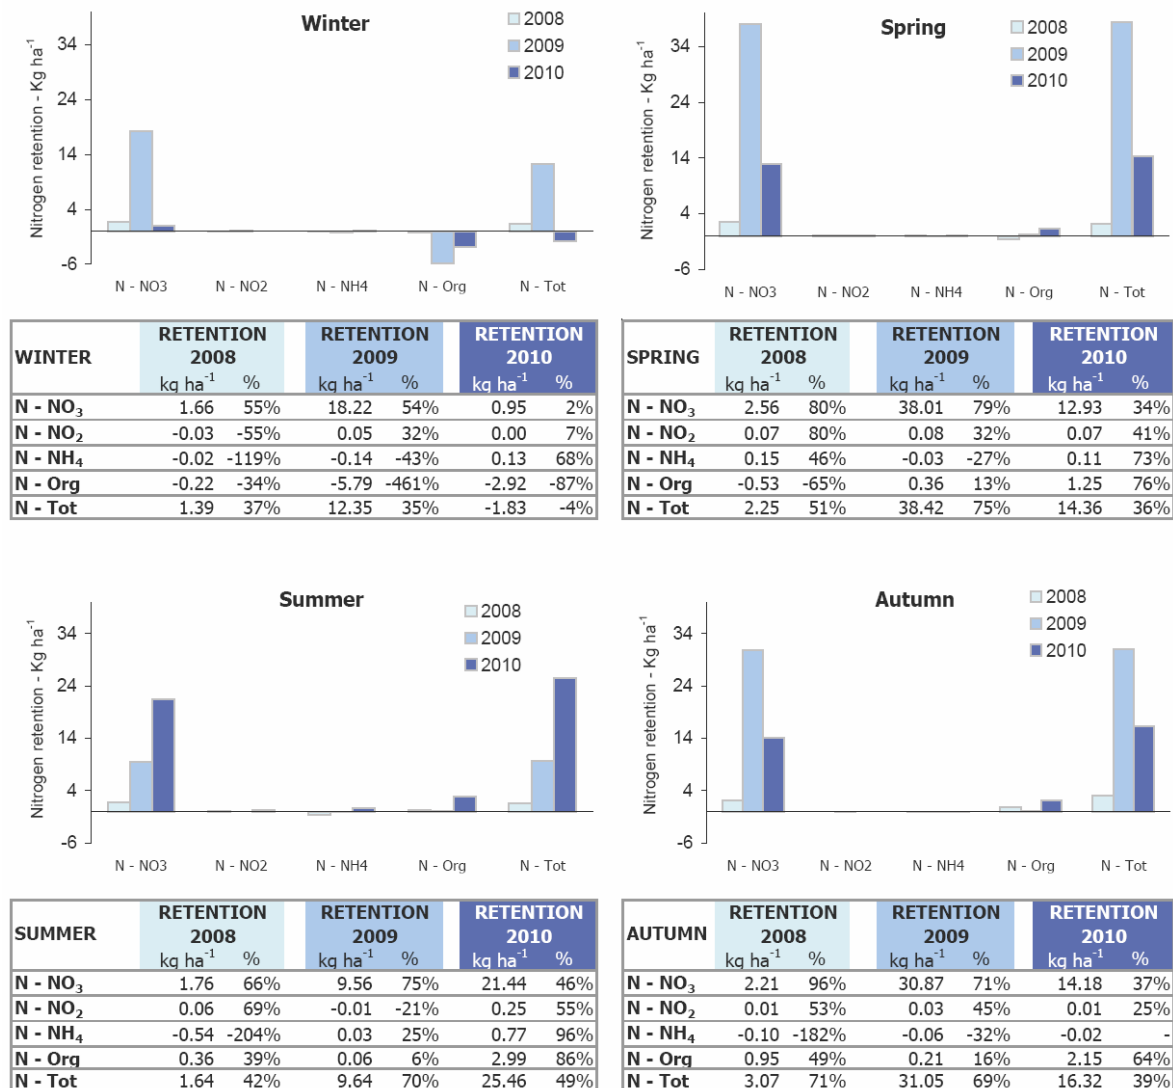 Winter
2008
2009
2010
Nitrogen retention - Kg ha-1
34
24
14
4
-6
N - NO3 N - NO2 N - NH4 N - Org N - Tot
Spring
2008
2009
2010
Nitrogen retention - Kg ha-1
34
24
14
4
-6
N - NO3 N - NO2 N - NH4 N - Org N - Tot
WINTER RETENTION 2008 RETENTION 2009 RETENTION 2010
kg ha-1 % kg ha-1 % kg ha-1 %
N - NO3 1.66 55% 18.22 54% 0.95 2%
N - NO2 -0.03 -55% 0.05 32% 0.00 7%
N - NH4 -0.02 -119% -0.14 -43% 0.13 68%
N - Org -0.22 -34% -5.79 -461% -2.92 -87%
N - Tot 1.39 37% 12.35 35% -1.83 -4%
SPRING RETENTION 2008 RETENTION 2009 RETENTION 2010
kg ha-1 % kg ha-1 % kg ha-1 %
N - NO3 2.56 80% 38.01 79% 12.93 34%
N - NO2 0.07 80% 0.08 32% 0.07 41%
N - NH4 0.15 46% -0.03 -27% 0.11 73%
N - Org -0.53 -65% 0.36 13% 1.25 76%
N - Tot 2.25 51% 38.42 75% 14.36 36%
Summer
2008
2009
2010
Nitrogen retention - Kg ha-1
34
24
14
4
-6
N - NO3 N - NO2 N - NH4 N - Org N - Tot
Autumn
2008
2009
2010
Nitrogen retention - Kg ha-1
34
24
14
4
-6
N - NO3 N - NO2 N - NH4 N - Org N - Tot
SUMMER RETENTION 2008 RETENTION 2009 RETENTION 2010
kg ha-1 % kg ha-1 % kg ha-1 %
N - NO3 1.76 66% 9.56 75% 21.44 46%
N - NO2 0.06 69% -0.01 -21% 0.25 55%
N - NH4 -0.54 -204% 0.03 25% 0.77 96%
N - Org 0.36 39% 0.06 6% 2.99 86%
N - Tot 1.64 42% 9.64 70% 25.46 49%
AUTUMN RETENTION 2008 RETENTION 2009 RETENTION 2010
kg ha-1 % kg ha-1 % kg ha-1 %
N - NO3 2.21 96% 30.87 71% 14.18 37%
N - NO2 0.01 53% 0.03 45% 0.01 25%
N - NH4 -0.10 -182% -0.06 -32% -0.02 -
N - Org 0.95 49% 0.21 16% 2.15 64%
N - Tot 3.07 71% 31.05 69% 16.32 39%